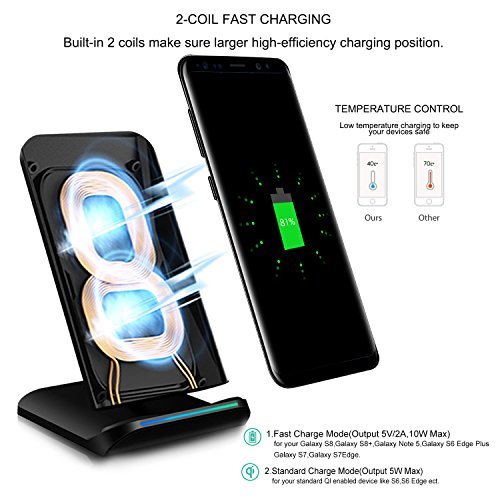 2-COIL FAST CHARGING
Built-in 2 coils make sure larger high-efficiency charging position.
TEMPERATURE CONTROL
Low temperature charging to keep
your devices safe
40c°
70c°
Ours
Other
81%
1.Fast Charge Mode(Output 5V/2A,10W Max)
for your Galaxy S8,Galaxy S8+,Galaxy Note 5,Galaxy S6 Edge Plus
Galaxy S7,Galaxy S7Edge.
2.Standard Charge Mode(Output 5W Max)
for your standard QI enabled device like S6,S6 Edge ect.